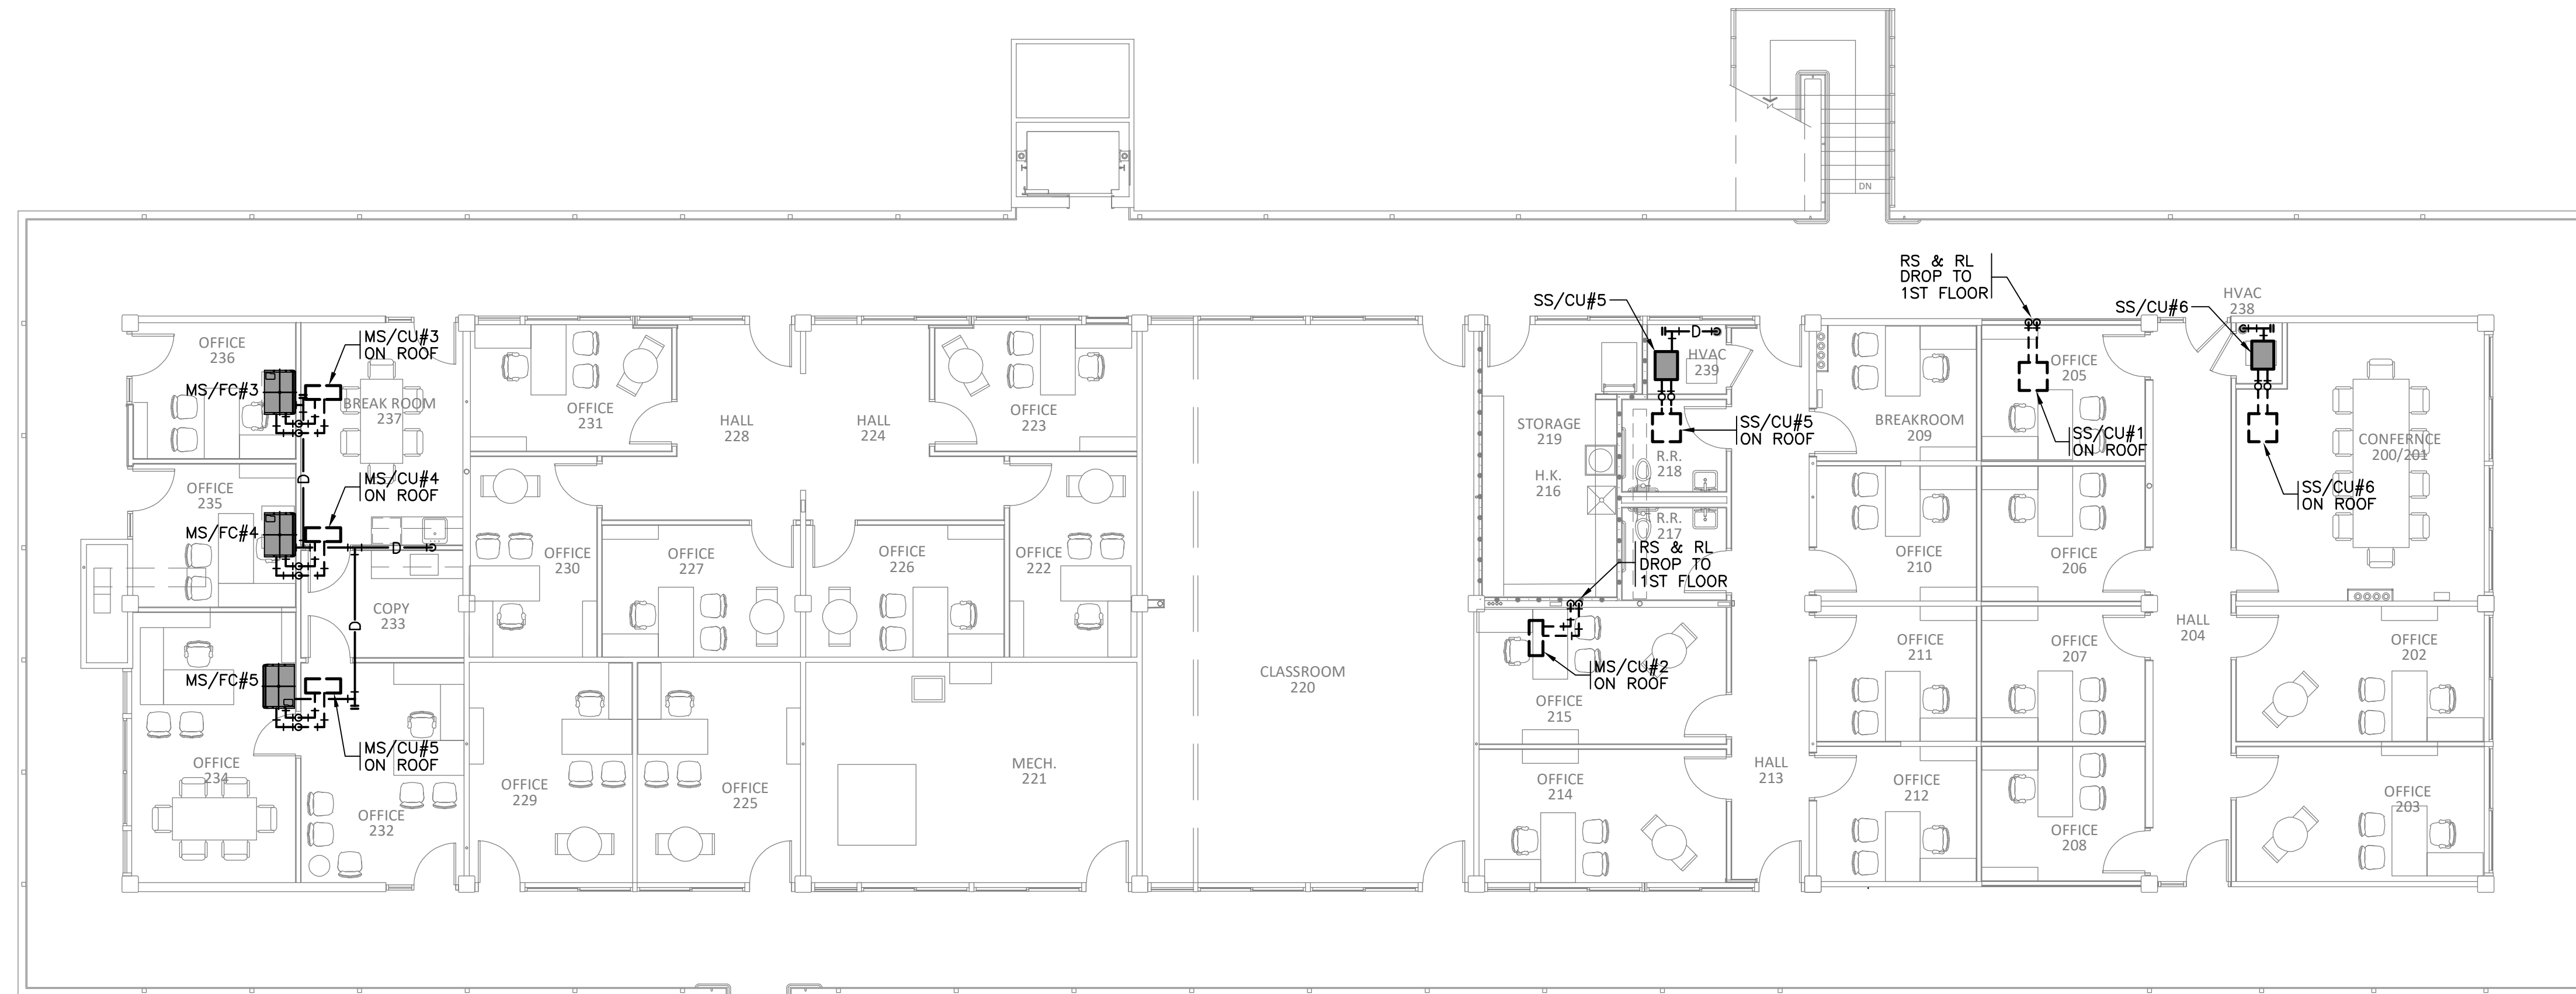 DN
RS & RL
DROP TO
1ST FLOOR
SS/CU#5
SS/CU#6
HVAC
238
OFFICE
236
MS/CU#3
ON ROOF
MS/FC#3
BREAK ROOM
237
OFFICE
231
HALL
228
HALL
224
OFFICE
223
STORAGE
219
D
HVAC
239
SS/CU#5
ON ROOF
BREAKROOM
209
OFFICE
205
SS/CU#1
ON ROOF
CONFERNCE
200/201
D
MS/CU#4
ON ROOF
OFFICE
235
MS/FC#4
D
H.K.
216
R.R.
218
R.R.
217
SS/CU#6
ON ROOF
OFFICE
230
OFFICE
227
OFFICE
226
OFFICE
222
RS & RL
DROP TO
1ST FLOOR
OFFICE
210
OFFICE
206
COPY
233
D
HALL
204
MS/FC#5
CLASSROOM
220
MS/CU#2
ON ROOF
OFFICE
215
OFFICE
211
OFFICE
207
OFFICE
202
MS/CU#5
ON ROOF
OFFICE
234
OFFICE
232
OFFICE
229
OFFICE
225
MECH.
221
OFFICE
214
HALL
213
OFFICE
212
OFFICE
208
OFFICE
203